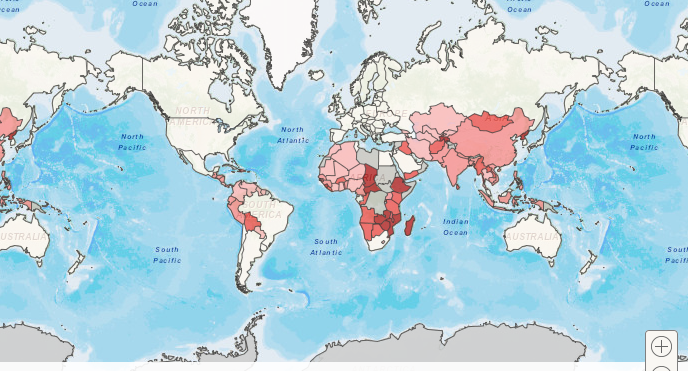 Ocean
cean
Ocean
Ocean
NORTH
AMERICA
North
Pacific
North
Atlantic
North
Pacific
SOUTH
AMERICA
AUSTRALIA
South
Pacific
South
Atlantic
Indian
Ocean
AUSTRALIA
South
Pacific